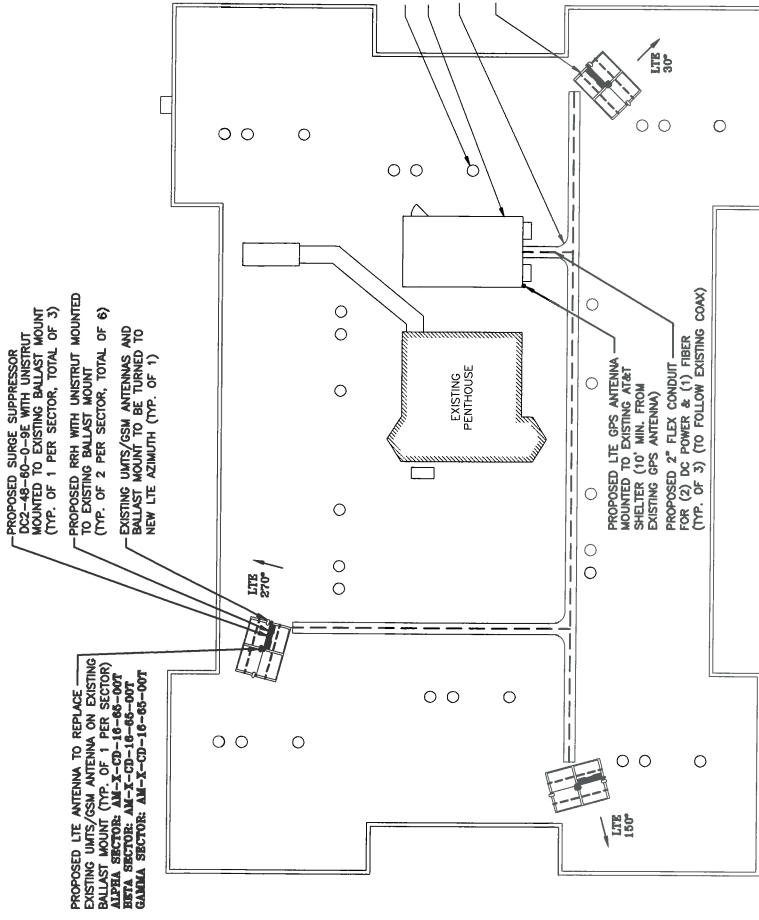 PROPOSED SURGE SUPPRESSOR
DC2-48-60-0-9E WITH UNISTRUT
MOUNTED TO EXISTING BALLAST MOUNT
(TYP. OF 1 PER SECTOR, TOTAL OF 3)
PROPOSED RRH WITH UNISTRUT MOUNTED
TO EXISTING BALLAST MOUNT
(TYP. OF 2 PER SECTOR, TOTAL OF 6)
EXISTING UMTS/GSM ANTENNAS AND
BALLAST MOUNT TO BE TURNED TO
NEW LTE AZIMUTH (TYP. OF 1)
PROPOSED LTE ANTENNA TO REPLACE
EXISTING UMTS/GSM ANTENNA ON EXISTING
BALLAST MOUNT (TYP. OF 1 PER SECTOR)
ALPHA SECTOR: AM-X-CD-16-65-00T
BETA SECTOR: AM-X-CD-16-65-00T
GAMMA SECTOR: AM-X-CD-16-65-00T
LTE
270°
EXISTING
PENTHOUSE
LTE
30°
LTE
150°
PROPOSED LTE GPS ANTENNA
MOUNTED TO EXISTING AT&T
SHELTER (10' MIN. FROM
EXISTING GPS ANTENNA)
PROPOSED 2" FLEX CONDUIT
FOR (2) DC POWER & (1) FIBER
(TYP. OF 3) (TO FOLLOW EXISTING COAX)